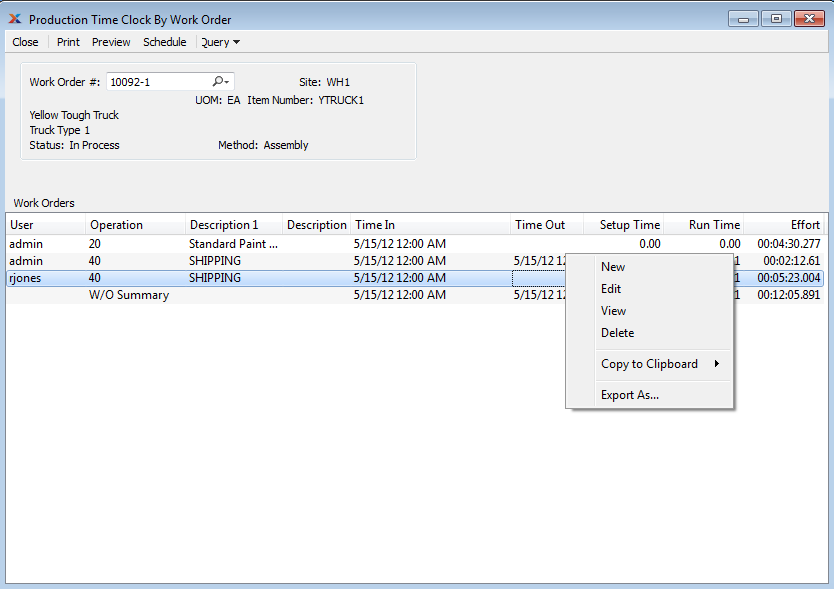 Production Time Clock By Work Order
Close Print Preview Schedule Query
Work Order #: 10092-1 Site: WH1
UOM: EA Item Number: YTRUCK1
Yellow Tough Truck
Truck Type 1
Status: In Process Method: Assembly
Work Orders
User Operation Description 1 Description Time In Time Out Setup Time Run Time Effort
admin 20 Standard Paint ... 5/15/12 12:00 AM 0.00 0.00 00:04:30.277
admin 40 SHIPPING 5/15/12 12:00 AM 5/15/12 12 1 00:02:12.61
rjones 40 SHIPPING 5/15/12 12:00 AM 1 00:05:23.004
W/O Summary 5/15/12 12:00 AM 5/15/12 12 1 00:12:05.891
New
Edit
View
Delete
Copy to Clipboard
Export As...